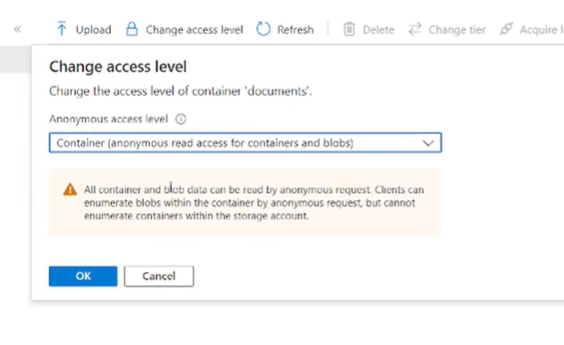 « Upload Change access level Refresh Delete Change tier Acquire
Change access level
Change the access level of container 'documents'.
Anonymous access level
Container (anonymous read access for containers and blobs)
All container and blob data can be read by anonymous request. Clients can
enumerate blobs within the container by anonymous request, but cannot
enumerate containers within the storage account.
OK Cancel